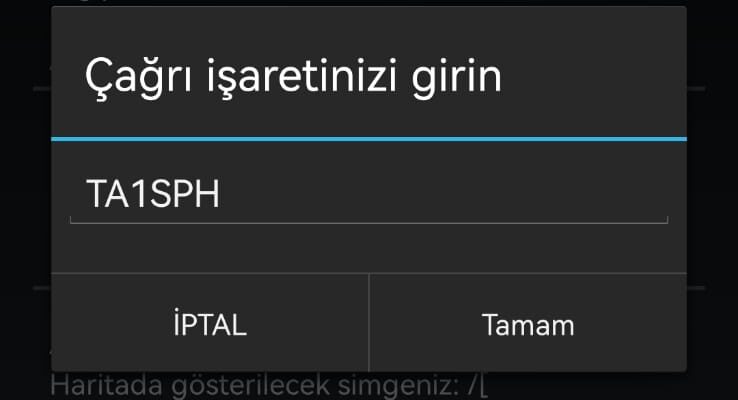 Çağrı işaretinizi girin
TA1SPH
İPTAL
Tamam
Haritada gösterilecek simgeniz: /[